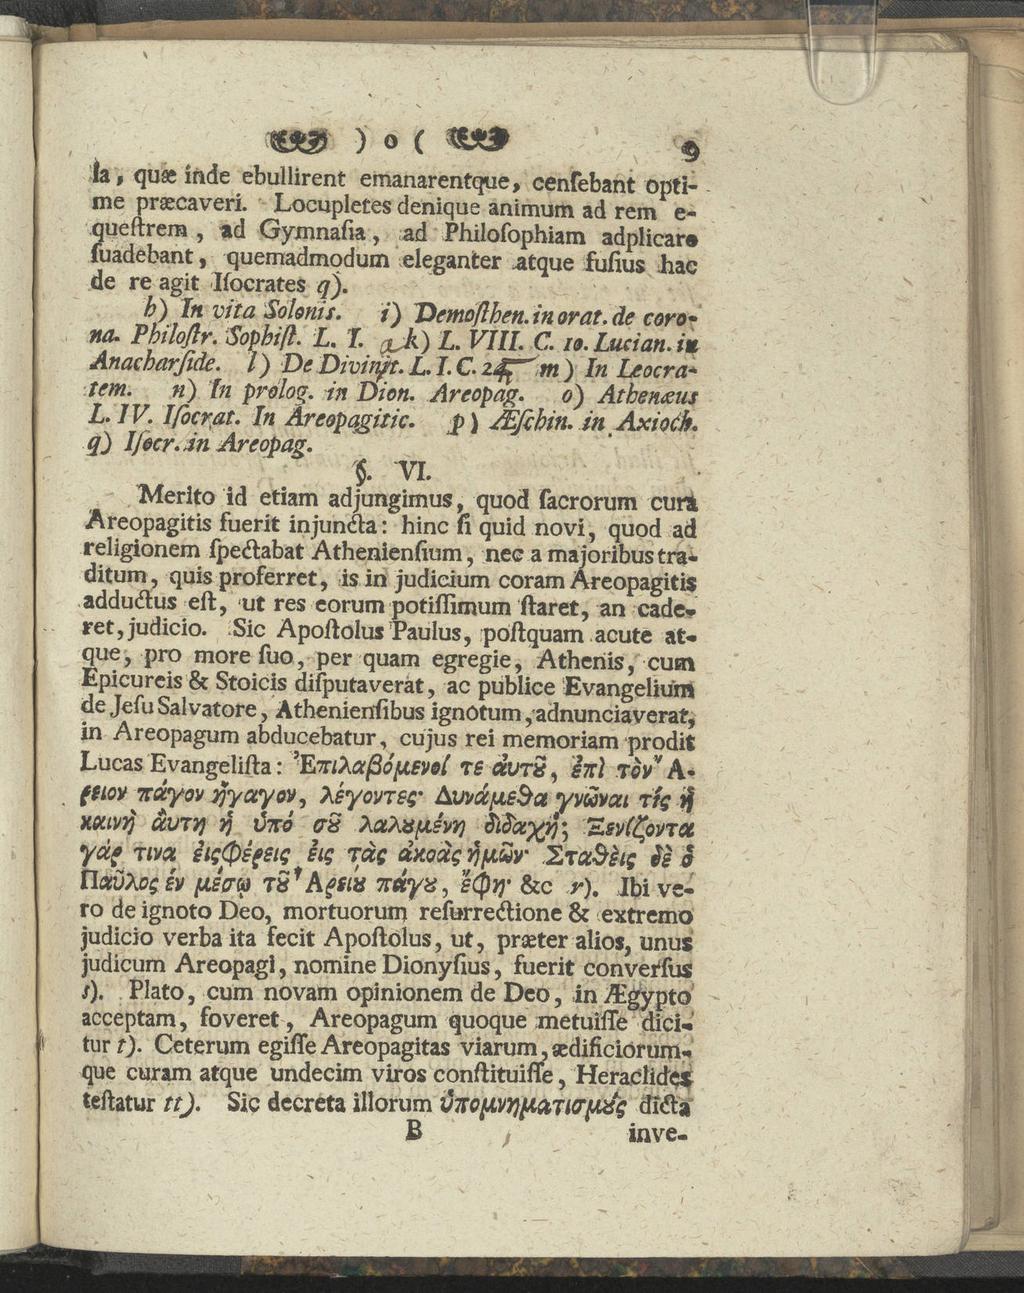 ) o ( 9
la, quæ inde ebullirent emanarentque, cenſebant opti-
me præcaveri. Locupletes denique animum ad rem e-
queſtrem, ad Gymnaſia, ad Philoſophiam adplicare
ſuadebant, quemadmodum eleganter atque fuſius hac
de re agit Iſocrates q).
h) In vita Solonis. i) Demoſthen. in orat. de coro-
na. Philoſtr. Sophiſt. L. I. k) L. VIII. C. 10. Lucian. in
Anacharſide. l) De Divinit. L. I. C. m) In Leocra-
tem. n) In prolog. in Dion. Areopag. o) Athenæus
L. IV. Iſocrat. In Areopagitic. p) Æſchin. in Axioch.
q) Iſocr. in Areopag.
§. VI.
Merito id etiam adjungimus, quod ſacrorum cura
Areopagitis fuerit injuncta: hinc ſi quid novi, quod ad
religionem ſpectabat Athenienſium, nec a majoribus tra-
ditum, quis proferret, is in judicium coram Areopagitis
adductus eſt, ut res eorum potiſſimum ſtaret, an cade-
ret, judicio. Sic Apoſtolus Paulus, poſtquam acute at-
que, pro more ſuo, per quam egregie, Athenis, cum
Epicureis & Stoicis diſputaverat, ac publice Evangelium
de Jeſu Salvatore, Athenienſibus ignotum, adnunciaverat,
in Areopagum abducebatur, cujus rei memoriam prodit
Lucas Evangeliſta: Ἐπιλαβόμενοί τε ἀυτȣ̃, ἐπὶ τὸν Ἄ-
ρειον πάγον ἤγαγον, λέγοντες· Δυνάμεϑα γνῶναι τίς ἡ
καινὴ ἅυτη ἡ ὑπό σȣ̃ λαλȣμένη διδαχή; Ξενίζοντα
γάρ τινα ἐιςφέρεις ἐις τὰς ἀκοὰς ἡμῶν· Σταϑεὶς δὲ ὁ
Παῦλος ἐν μέσῳ τȣ̃ Ἀρείȣ πάγȣ, ἔφη· &c r). Ibi ve-
ro de ignoto Deo, mortuorum reſurrectione & extremo
judicio verba ita fecit Apoſtolus, ut, præter alios, unus
judicum Areopagi, nomine Dionyſius, fuerit converſus
s). Plato, cum novam opinionem de Deo, in Ægypto
acceptam, foveret, Areopagum quoque metuiſſe dici-
tur t). Ceterum egiſſe Areopagitas viarum, ædificiorum-
que curam atque undecim viros conſtituiſſe, Heraclides
teſtatur tt). Sic decreta illorum ὑπομνηματισμȣ́ς dicta
B inve-